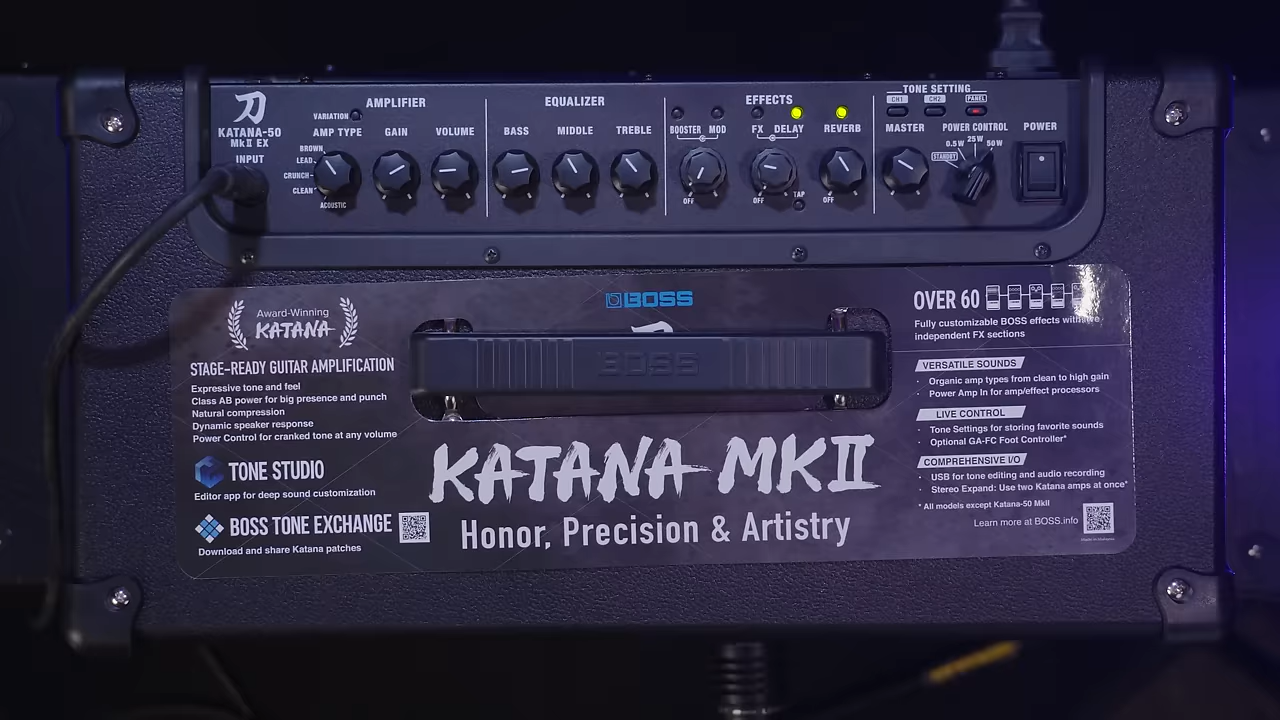 刀
KATANA-50
MkII EX
INPUT
AMPLIFIER
VARIATION
AMP TYPE GAIN VOLUME
BROWN
LEAD
CRUNCH
CLEAN
ACOUSTIC
EQUALIZER
BASS MIDDLE TREBLE
EFFECTS
BOOSTER MOD FX DELAY REVERB
OFF OFF TAP OFF
TONE SETTING
CH1 CH2 PANEL
MASTER POWER CONTROL POWER
0.5W 25W 50W
STANDBY
Award-Winning
KATANA
STAGE-READY GUITAR AMPLIFICATION
Expressive tone and feel
Class AB power for big presence and punch
Natural compression
Dynamic speaker response
Power Control for cranked tone at any volume
TONE STUDIO
Editor app for deep sound customization
BOSS TONE EXCHANGE
Download and share Katana patches
BOSS
BOSS
KATANA MKII
Honor, Precision & Artistry
OVER 60
Fully customizable BOSS effects with five
independent FX sections
VERSATILE SOUNDS
· Organic amp types from clean to high gain
· Power Amp In for amp/effect processors
LIVE CONTROL
· Tone Settings for storing favorite sounds
· Optional GA-FC Foot Controller*
COMPREHENSIVE I/O
· USB for tone editing and audio recording
· Stereo Expand: Use two Katana amps at once*
* All models except Katana-50 MkII
Learn more at BOSS.info